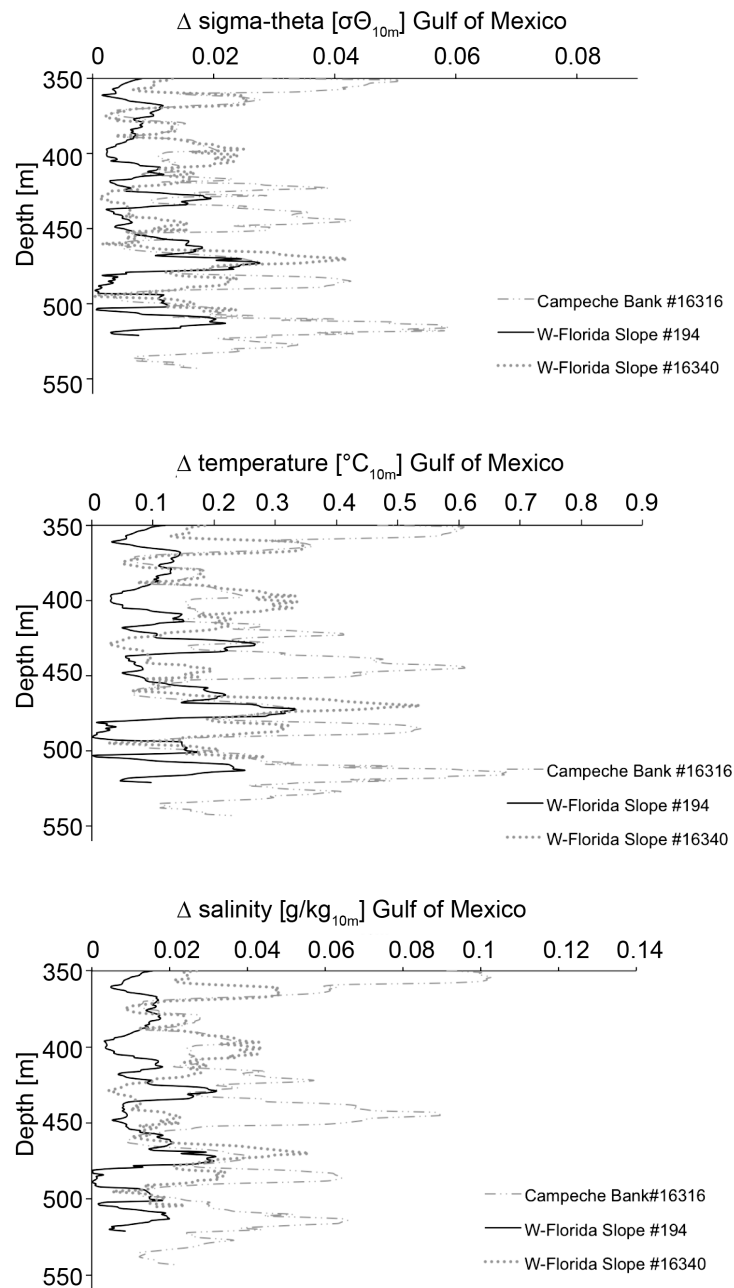 Δ sigma-theta [σΘ10m] Gulf of Mexico
0 0.02 0.04 0.06 0.08
350
400
450
500
550
Depth [m]
Campeche Bank #16316
W-Florida Slope #194
W-Florida Slope #16340
Δ temperature [°C10m] Gulf of Mexico
0 0.1 0.2 0.3 0.4 0.5 0.6 0.7 0.8 0.9
350
400
450
500
550
Depth [m]
Campeche Bank #16316
W-Florida Slope #194
W-Florida Slope #16340
Δ salinity [g/kg10m] Gulf of Mexico
0 0.02 0.04 0.06 0.08 0.1 0.12 0.14
350
400
450
500
550
Depth [m]
Campeche Bank#16316
W-Florida Slope #194
W-Florida Slope #16340